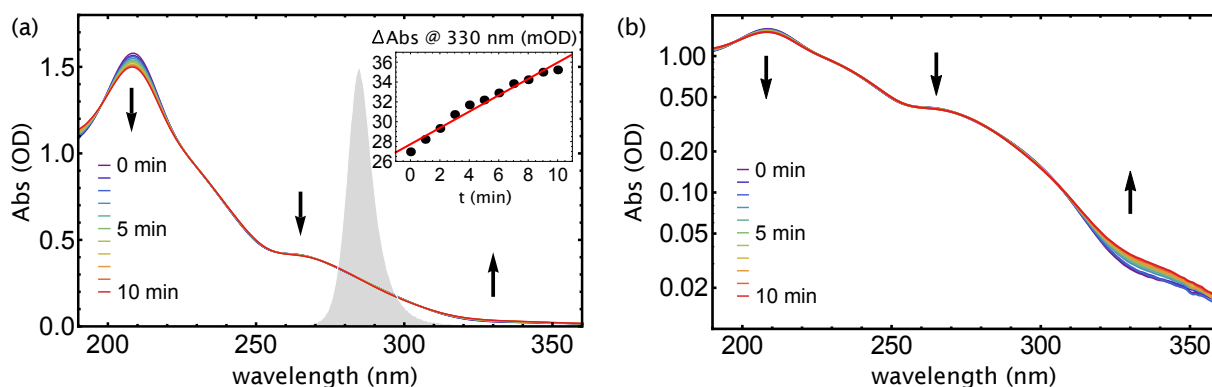 (a)
Abs (OD)
1.5
1.0
0.5
0.0
0 min
5 min
10 min
ΔAbs @ 330 nm (mOD)
36
34
32
30
28
26
0 2 4 6 8 10
t (min)
200 250 300 350
wavelength (nm)
(b)
Abs (OD)
1.00
0.50
0.20
0.10
0.05
0.02
0 min
5 min
10 min
200 250 300 350
wavelength (nm)